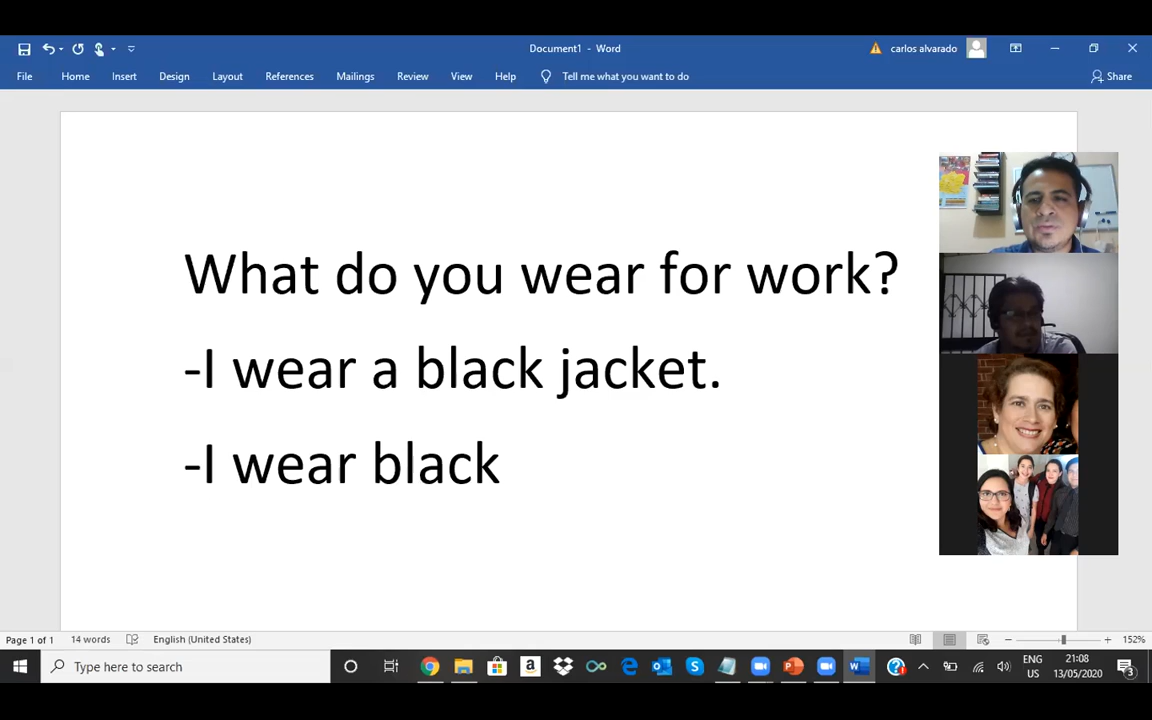 Document1 - Word
carlos alvarado
File Home Insert Design Layout References Mailings Review View Help Tell me what you want to do Share
What do you wear for work?
-I wear a black jacket.
-I wear black
Page 1 of 1 14 words English (United States) 152%
Type here to search
ENG 21:08
US 13/05/2020
3